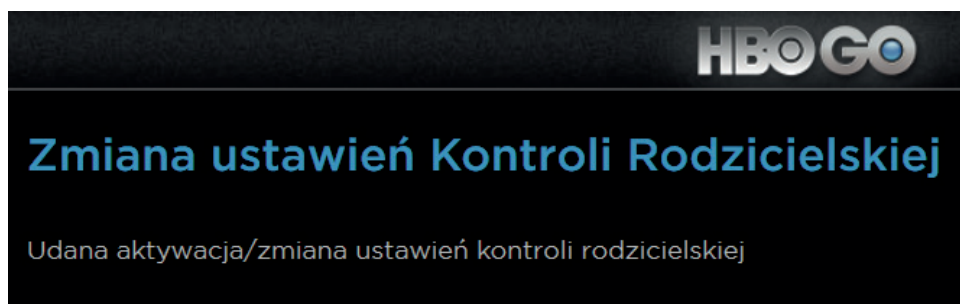 HBO GO
Zmiana ustawień Kontroli Rodzicielskiej
Udana aktywacja/zmiana ustawień kontroli rodzicielskiej